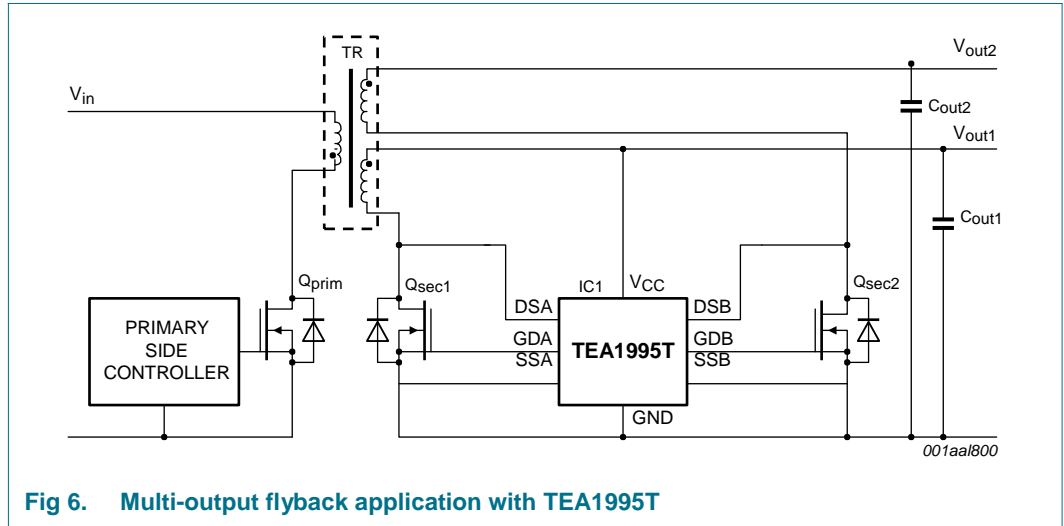 TR
Vout2
Vin
Cout2
Vout1
Cout1
Qprim
Qsec1
IC1
VCC
Qsec2
DSA
DSB
PRIMARY
SIDE
CONTROLLER
GDA
TEA1995T
GDB
SSA
SSB
GND
001aal800
Fig 6. Multi-output flyback application with TEA1995T